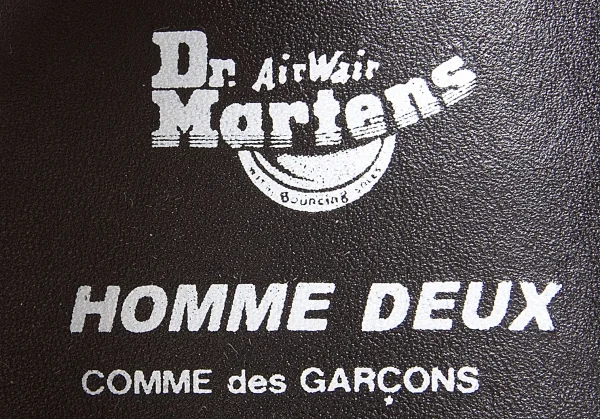 Dr. AirWair
Martens
WITH Bouncing SOLES
HOMME DEUX
COMME des GARÇONS